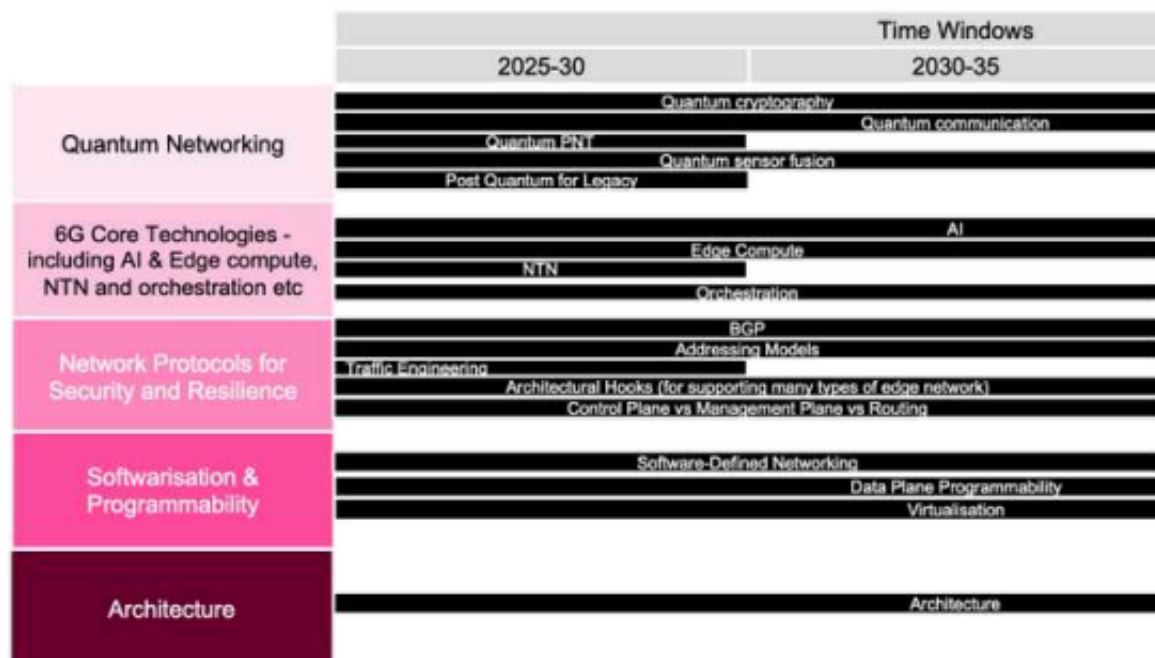 Time Windows
2025-30
2030-35
Quantum Networking
Quantum cryptography
Quantum communication
Quantum PNT
Quantum sensor fusion
Post Quantum for Legacy
6G Core Technologies -
including AI & Edge compute,
NTN and orchestration etc
AI
Edge Compute
NTN
Orchestration
Network Protocols for
Security and Resilience
BGP
Addressing Models
Traffic Engineering
Architectural Hooks (for supporting many types of edge network)
Control Plane vs Management Plane vs Routing
Softwarisation &
Programmability
Software-Defined Networking
Data Plane Programmability
Virtualisation
Architecture
Architecture